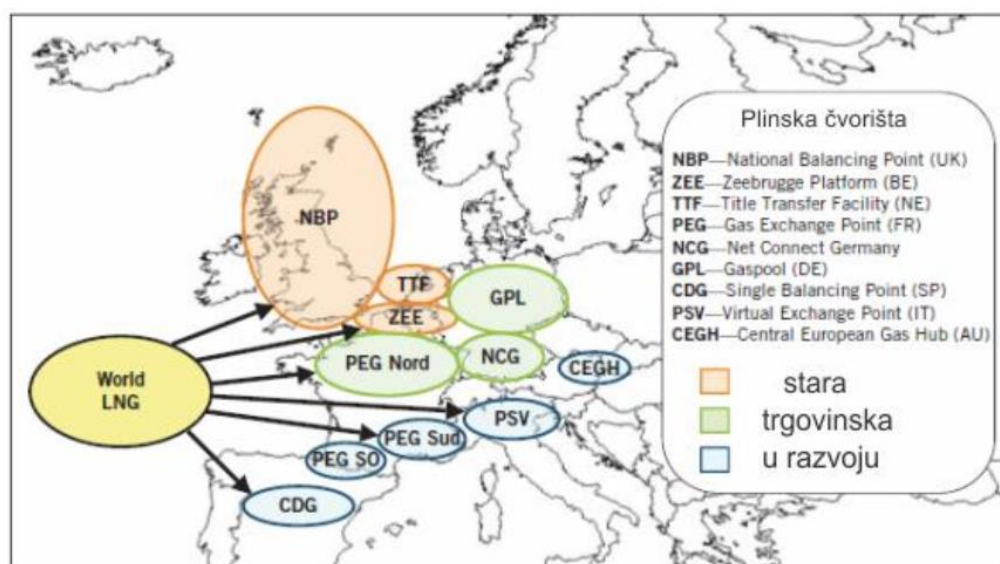 Plinska čvorišta
NBP—National Balancing Point (UK)
ZEE—Zeebrugge Platform (BE)
TTF—Title Transfer Facility (NE)
PEG—Gas Exchange Point (FR)
NCG—Net Connect Germany
GPL—Gaspool (DE)
CDG—Single Balancing Point (SP)
PSV—Virtual Exchange Point (IT)
CEGH—Central European Gas Hub (AU)
stara
trgovinska
u razvoju
NBP
TTF
GPL
ZEE
PEG Nord
NCG
CEGH
World
LNG
PSV
PEG Sud
PEG SO
CDG